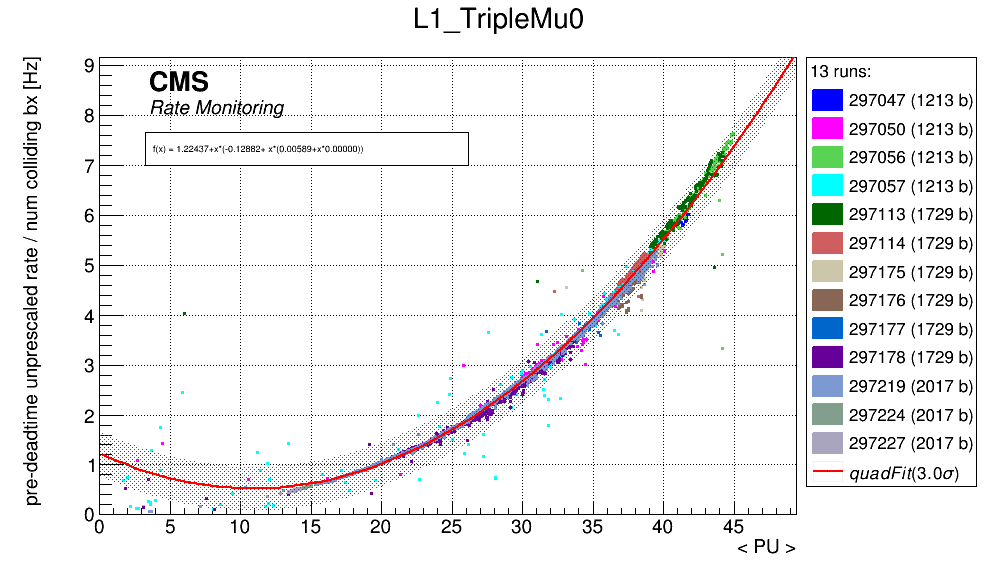 L1_TripleMu0
pre-deadtime unprescaled rate / num colliding bx [Hz]
9
8
7
6
5
4
3
2
1
0
CMS
Rate Monitoring
f(x) = 1.22437+x*(-0.12882+ x*(0.00589+x*0.00000))
0 5 10 15 20 25 30 35 40 45
< PU >
13 runs:
297047 (1213 b)
297050 (1213 b)
297056 (1213 b)
297057 (1213 b)
297113 (1729 b)
297114 (1729 b)
297175 (1729 b)
297176 (1729 b)
297177 (1729 b)
297178 (1729 b)
297219 (2017 b)
297224 (2017 b)
297227 (2017 b)
quadFit(3.0σ)